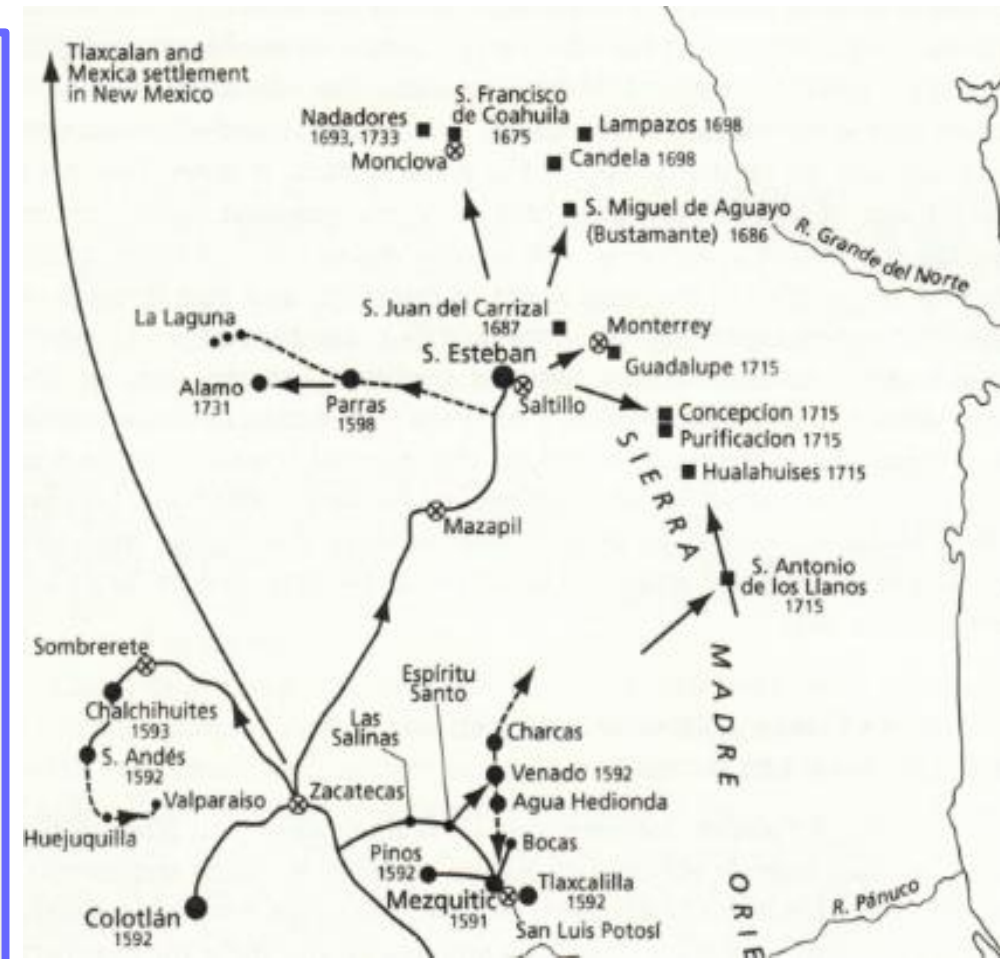 Tlaxcalan and
Mexica settlement
in New Mexico
Nadadores
1693, 1733
S. Francisco
de Coahuila
1675
Monclova
Lampazos 1698
Candela 1698
S. Miguel de Aguayo
(Bustamante) 1686
R. Grande del Norte
La Laguna
S. Juan del Carrizal
1687
Monterrey
Guadalupe 1715
S. Esteban
Saltillo
Alamo
1731
Parras
1598
Concepcion 1715
Purificacion 1715
Hualahuises 1715
SIERRA
Mazapil
S. Antonio
de los Llanos
1715
MADRE
Sombrerete
Chalchihuites
1593
S. Andés
1592
Valparaiso
Huejuquilla
Zacatecas
Las
Salinas
Espíritu
Santo
Charcas
Venado 1592
Agua Hedionda
Bocas
Pinos
1592
Mezquitic
1591
Tlaxcalilla
1592
San Luis Potosí
Colotlán
1592
ORIE
R. Pánuco